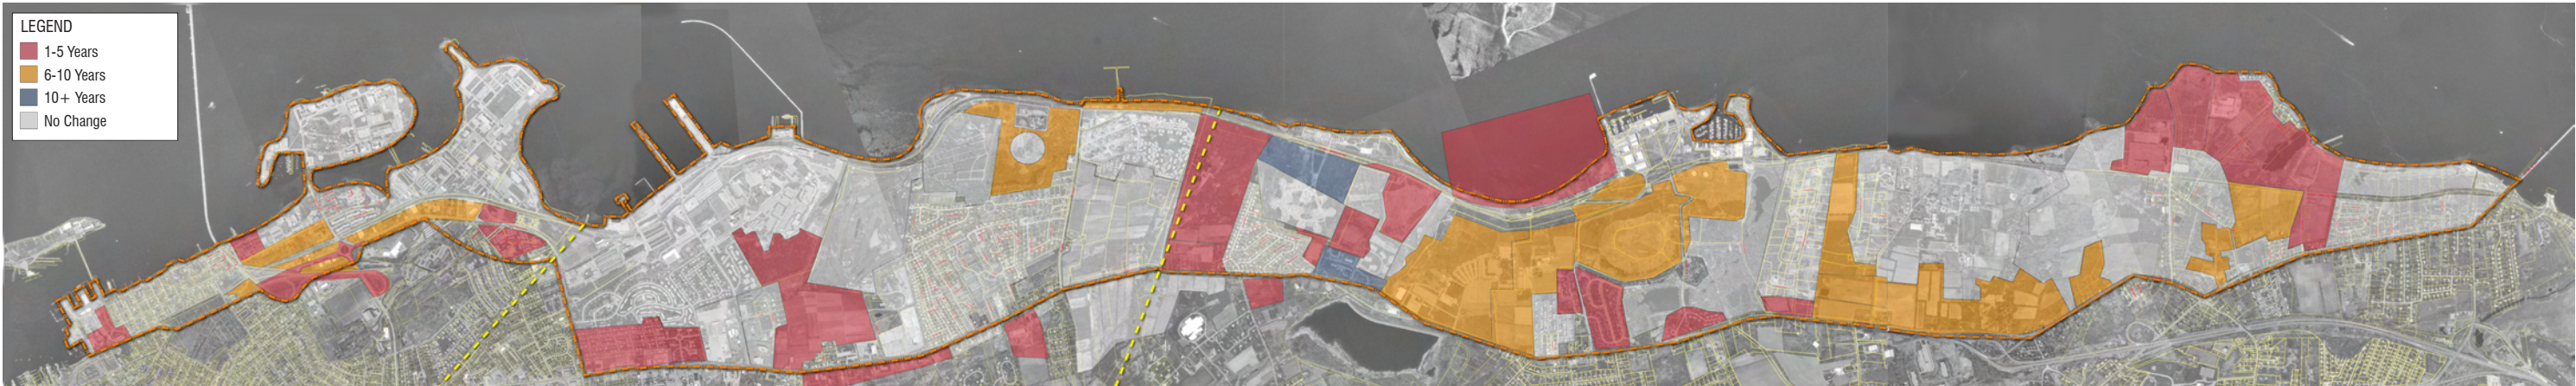 LEGEND
1-5 Years
6-10 Years
10+ Years
No Change